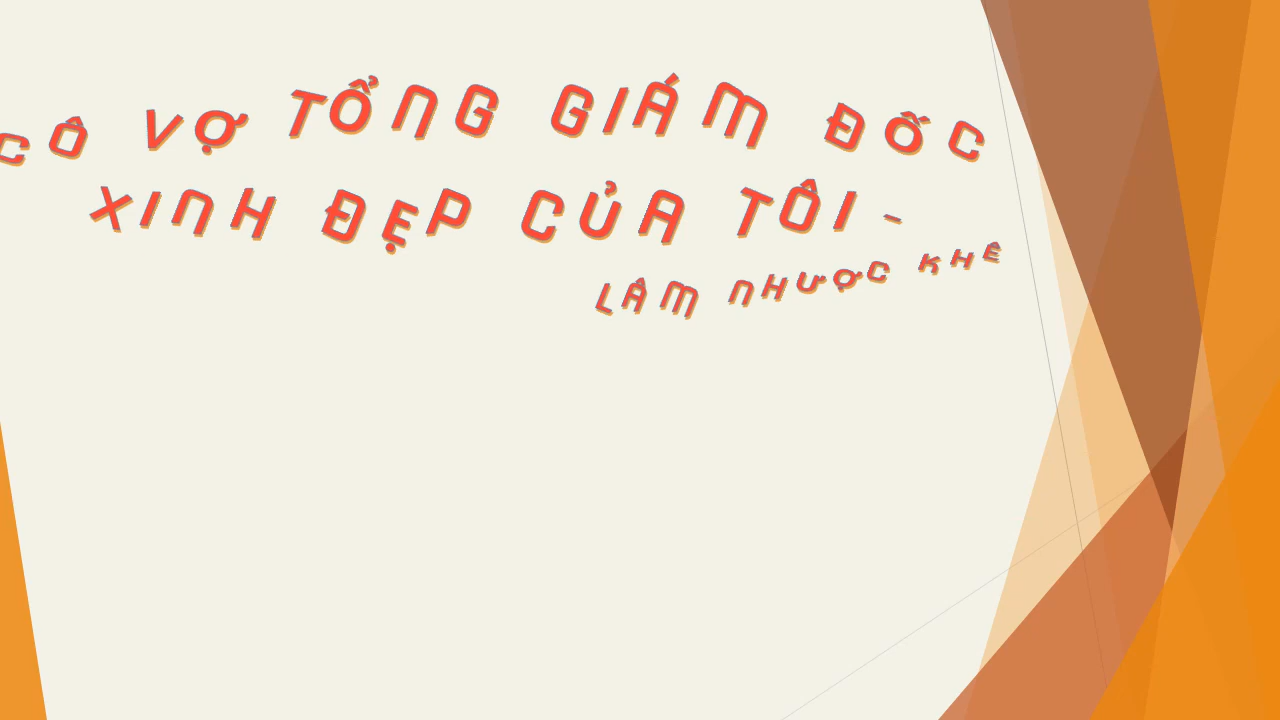 CÔ VỢ TỔNG GIÁM ĐỐC
XINH ĐẸP CỦA TÔI -
LÂM NHƯỢC KHÊ